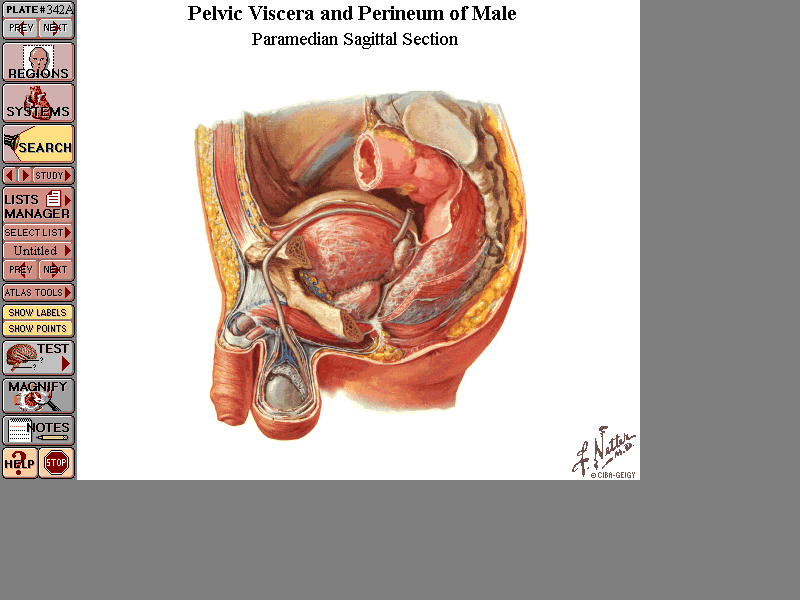 PLATE#342A
PREV NEXT
REGIONS
SYSTEMS
SEARCH
STUDY
LISTS
MANAGER
SELECT LIST
Untitled
PREV NEXT
ATLAS TOOLS
SHOW LABELS
SHOW POINTS
TEST
MAGNIFY
NOTES
HELP STOP
Pelvic Viscera and Perineum of Male
Paramedian Sagittal Section
F. Netter
M.D.
© CIBA-GEIGY